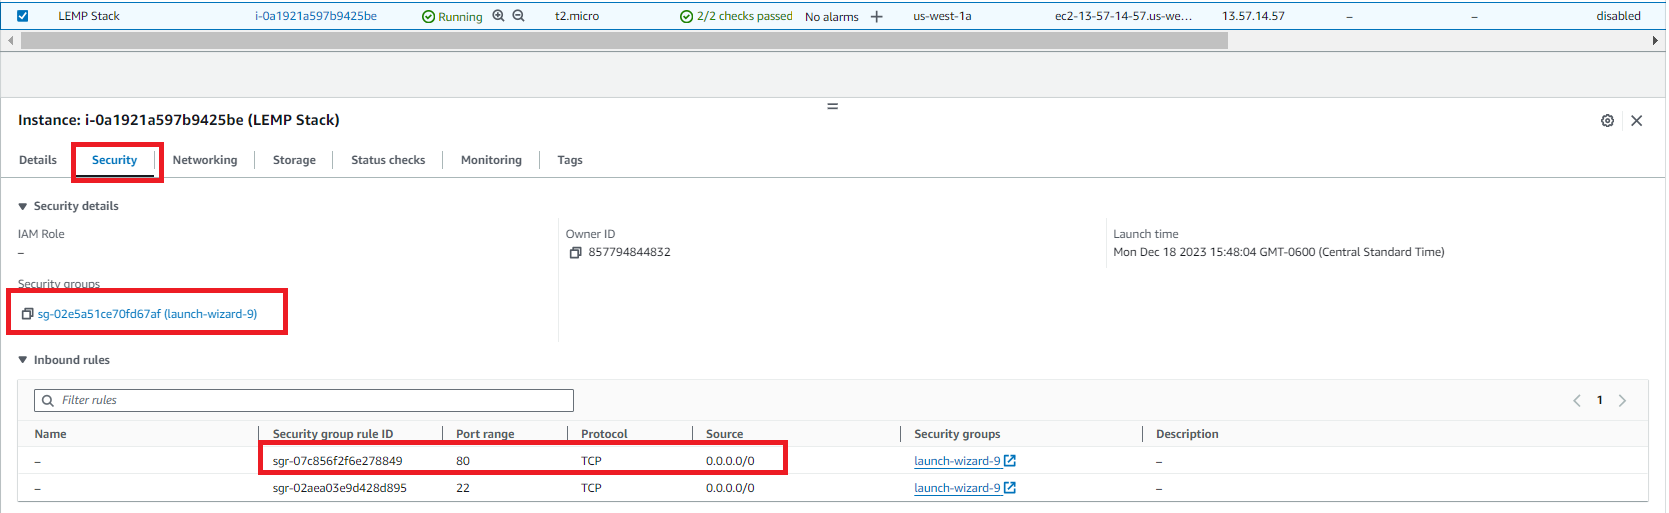 LEMP Stack i-0a1921a597b9425be Running t2.micro 2/2 checks passed No alarms + us-west-1a ec2-13-57-14-57.us-we... 13.57.14.57 – – disabled
Instance: i-0a1921a597b9425be (LEMP Stack)
Details Security Networking Storage Status checks Monitoring Tags
Security details
IAM Role Owner ID Launch time
– 857794844832 Mon Dec 18 2023 15:48:04 GMT-0600 (Central Standard Time)
Security groups
sg-02e5a51ce70fd67af (launch-wizard-9)
Inbound rules
Filter rules 1
Name Security group rule ID Port range Protocol Source Security groups Description
– sgr-07c856f2f6e278849 80 TCP 0.0.0.0/0 launch-wizard-9 –
– sgr-02aea03e9d428d895 22 TCP 0.0.0.0/0 launch-wizard-9 –